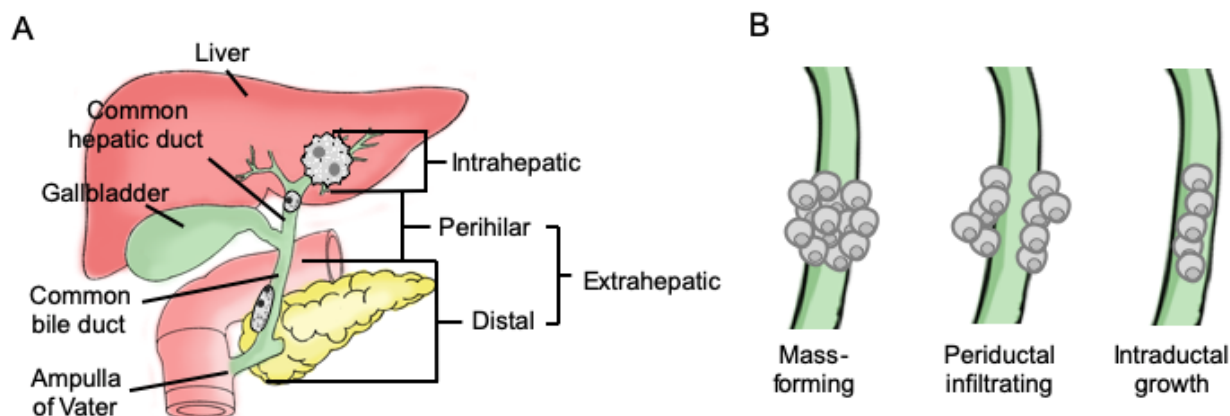 A
Liver
Common
hepatic duct
Gallbladder
Common
bile duct
Ampulla
of Vater
Intrahepatic
Perihilar
Extrahepatic
Distal
B
Mass-
forming
Periductal
infiltrating
Intraductal
growth